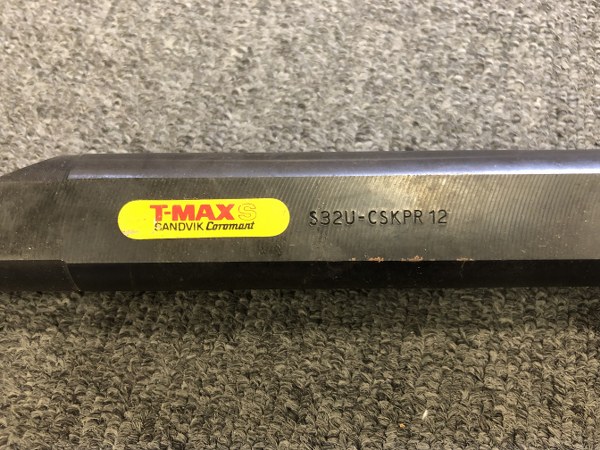 T-MAX S
SANDVIK Coromant
S32U-CSKPR 12